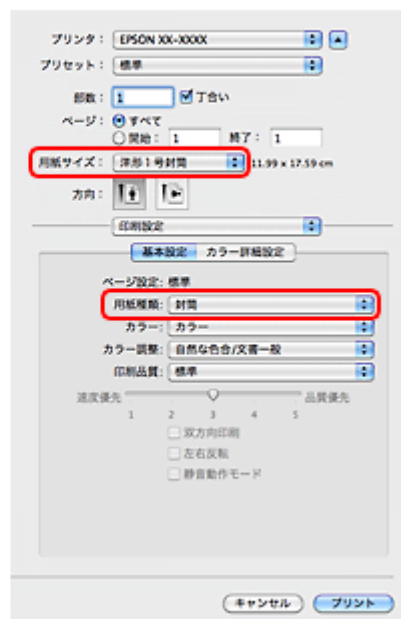 プリンタ： EPSON XX-XXXX
プリセット： 標準
部数： 1 丁合い
ページ： すべて
開始： 1 終了： 1
用紙サイズ： 洋形1号封筒 11.99 x 17.59 cm
方向：
印刷設定
基本設定 カラー詳細設定
ページ設定: 標準
用紙種類: 封筒
カラー: カラー
カラー調整: 自然な色合/文書一般
印刷品質: 標準
速度優先 品質優先
1 2 3 4 5
双方向印刷
左右反転
静音動作モード
キャンセル プリント